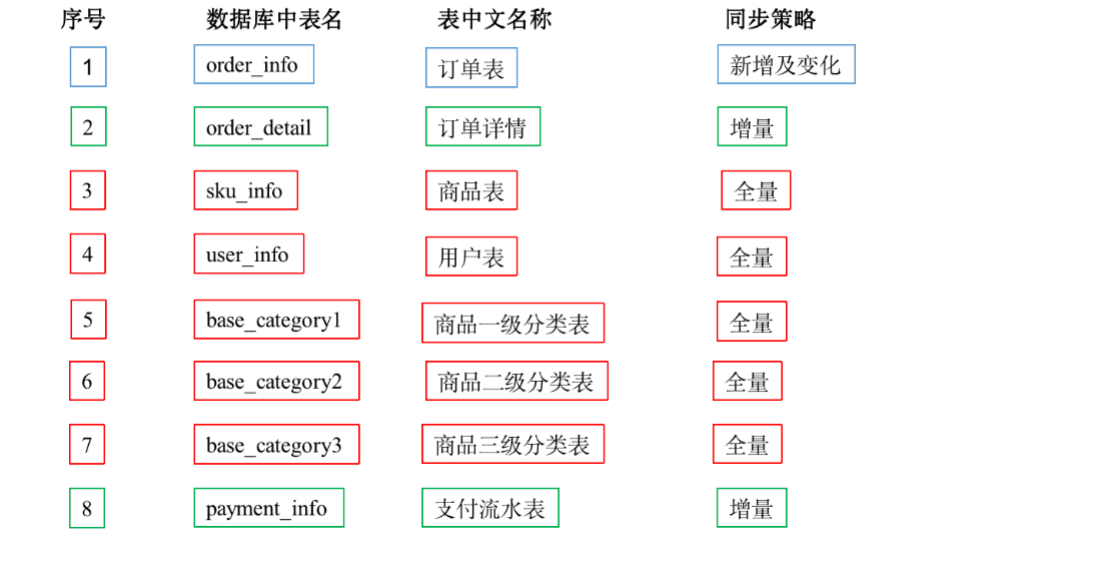 序号 数据库中表名 表中文名称 同步策略
1 order_info 订单表 新增及变化
2 order_detail 订单详情 增量
3 sku_info 商品表 全量
4 user_info 用户表 全量
5 base_category1 商品一级分类表 全量
6 base_category2 商品二级分类表 全量
7 base_category3 商品三级分类表 全量
8 payment_info 支付流水表 增量